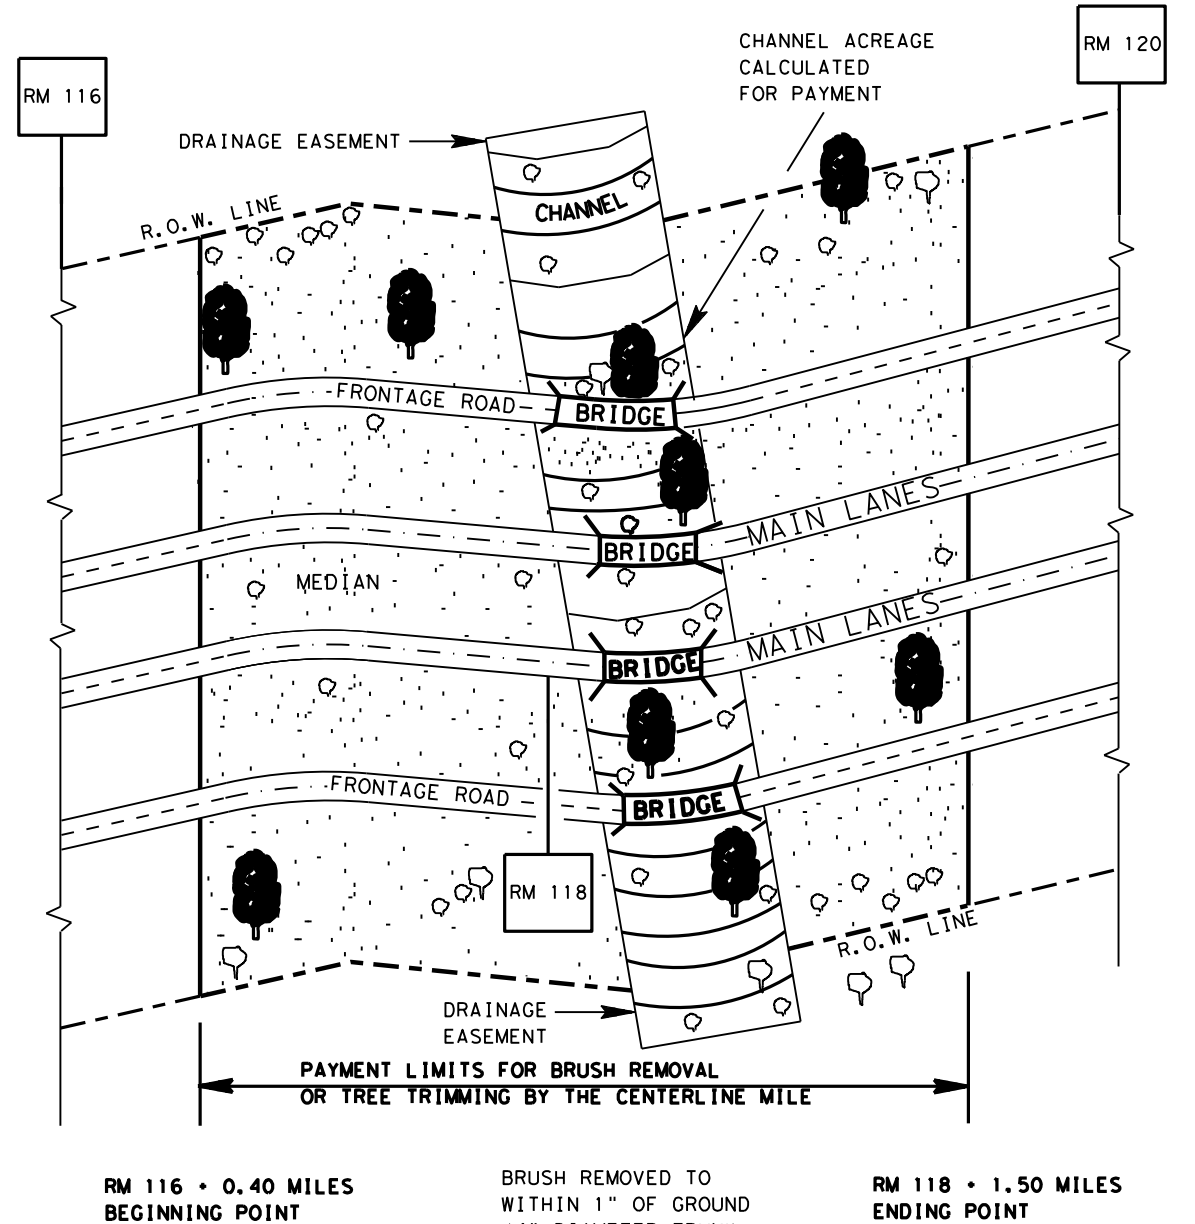 RM 120
CHANNEL ACREAGE
CALCULATED
FOR PAYMENT
RM 116
DRAINAGE EASEMENT
R.O.W. LINE
CHANNEL
FRONTAGE ROAD
BRIDGE
MAIN LANES
BRIDGE
MEDIAN
MAIN LANES
BRIDGE
FRONTAGE ROAD
BRIDGE
RM 118
R.O.W. LINE
DRAINAGE
EASEMENT
PAYMENT LIMITS FOR BRUSH REMOVAL
OR TREE TRIMMING BY THE CENTERLINE MILE
RM 116 + 0.40 MILES
BEGINNING POINT
BRUSH REMOVED TO
WITHIN 1" OF GROUND
RM 118 + 1.50 MILES
ENDING POINT